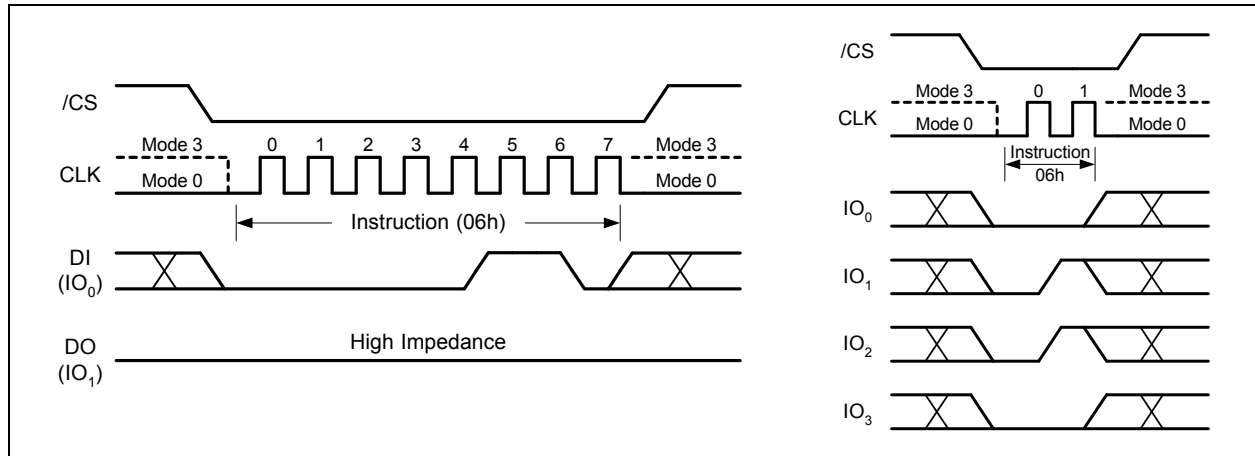 /CS
Mode 3 0 1 2 3 4 5 6 7 Mode 3
CLK
Mode 0 Mode 0
Instruction (06h)
DI
(IO0)
High Impedance
DO
(IO1)
/CS
Mode 3 0 1 Mode 3
CLK
Mode 0 Mode 0
Instruction
06h
IO0
IO1
IO2
IO3